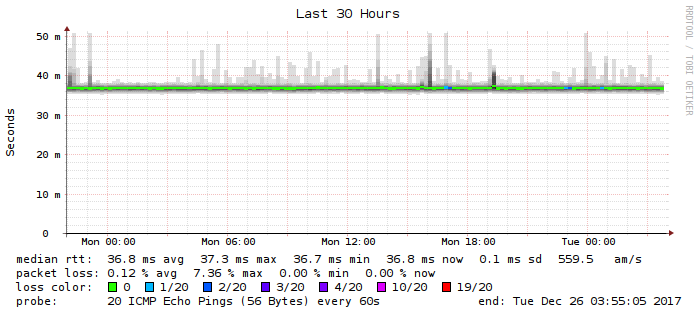 Last 30 Hours
RRDTOOL / TOBI OETIKER
Seconds
50 m
40 m
30 m
20 m
10 m
0
Mon 00:00 Mon 06:00 Mon 12:00 Mon 18:00 Tue 00:00
median rtt: 36.8 ms avg 37.3 ms max 36.7 ms min 36.8 ms now 0.1 ms sd 559.5 am/s
packet loss: 0.12 % avg 7.36 % max 0.00 % min 0.00 % now
loss color: 0 1/20 2/20 3/20 4/20 10/20 19/20
probe: 20 ICMP Echo Pings (56 Bytes) every 60s end: Tue Dec 26 03:55:05 2017